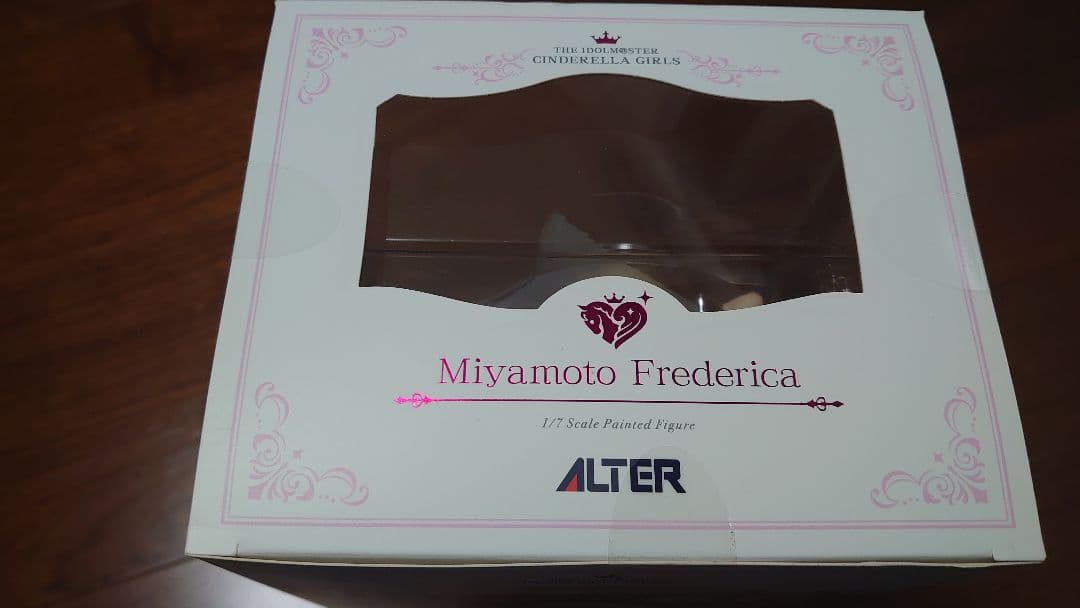 THE IDOLM@STER
CINDERELLA GIRLS
Miyamoto Frederica
1/7 Scale Painted Figure
ALTER